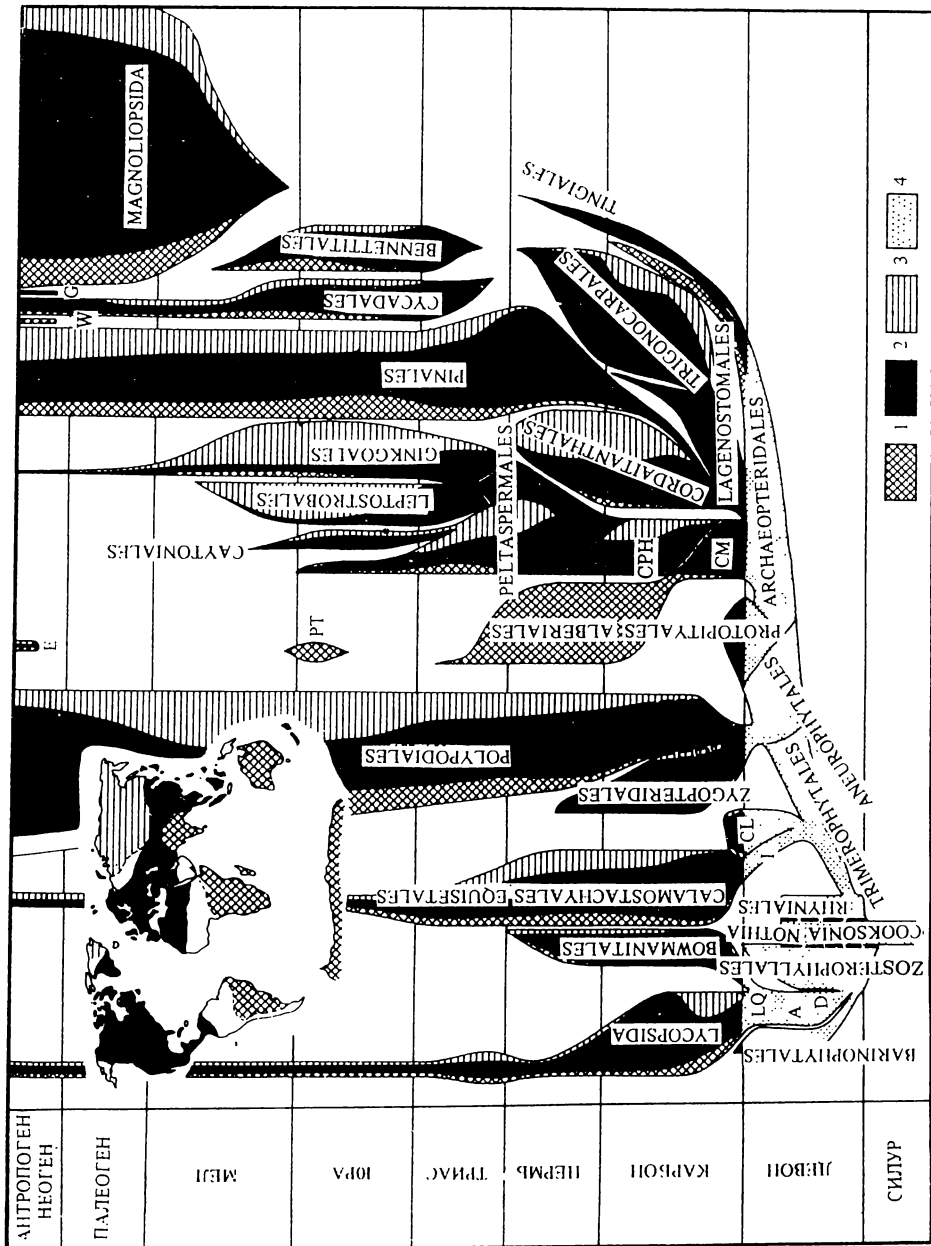 АНТРОПОГЕН
НЕОГЕН
ПАЛЕОГЕН
МЕЛ
ЮРА
ТРИАС
ПЕРМЬ
КАРБОН
ДЕВОН
СИЛУР
MAGNOLIOPSIDA
G
W
E
PT
BENNETTITALES
CYCADALES
PINALES
GINKGOALES
LEPTOSTROBALES
CAYTONIALES
PELTASPERMALES
TINGIALES
TRIGONOCARPALES
CORDAITANTHALES
LAGENOSTOMALES
CPH
CM
ARCHAEOPTERIDALES
ALBERIALES
PROTOPITYALES
ANEUROPHYTALES
TRIMEROPHYTALES
POLYPODIALES
ZYGOPTERIDALES
CL
I
EQUISETALES
CALAMOSTACHYALES
BOWMANITALES
RHYNIALES
NOTHIA
COOKSONIA
ZOSTEROPHYLLALES
LYCOPSIDA
LQ
A
D
BARINOPHYTALES
1
2
3
4